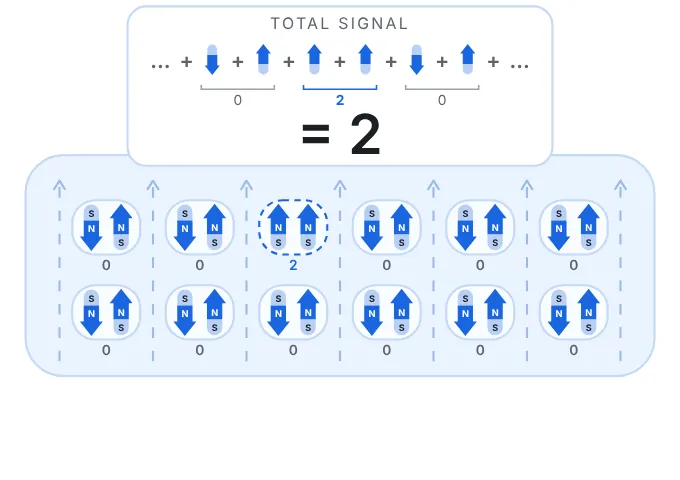 TOTAL SIGNAL
... + + + + + + + ...
0 2 0
= 2
S N N S S N N S N N S S S N N S S N N S S N N S
0 0 2 0 0 0
S N N S S N N S S N N S S N N S S N N S S N N S
0 0 0 0 0 0